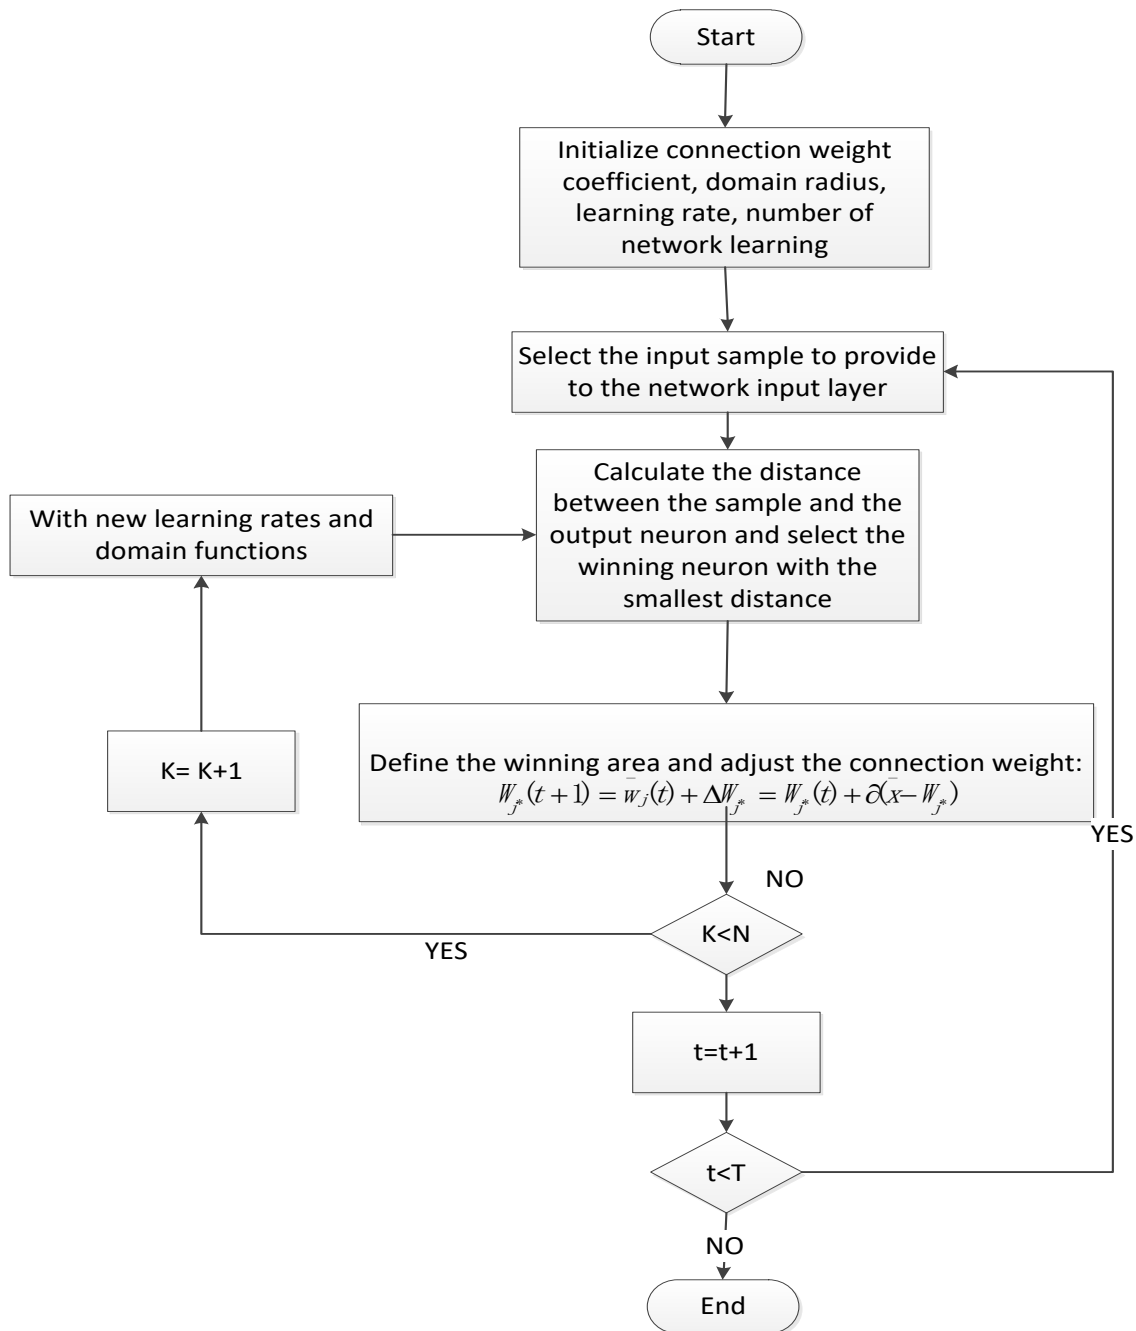 Start
Initialize connection weight
coefficient, domain radius,
learning rate, number of
network learning
Select the input sample to provide
to the network input layer
Calculate the distance
between the sample and the
output neuron and select the
winning neuron with the
smallest distance
With new learning rates and
domain functions
Define the winning area and adjust the connection weight:
W_{j*}(t+1) = \bar{w}_j(t) + ΔW_{j*} = W_{j*}(t) + ∂(\bar{x} − W_{j*})
K= K+1
YES
NO
K<N
YES
t=t+1
t<T
NO
End